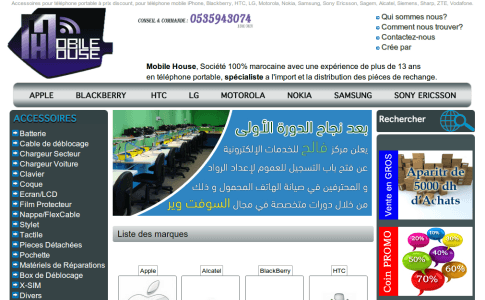 Accessoires pour téléphone portable à prix discount, pour téléphone mobile iPhone, Blackberry, HTC, LG, Motorola, Nokia, Samsung, Sony Ericsson, Sagem, Alcatel, Siemens, Sharp, ZTE, Vodafone
MOBILE HOUSE
CONSEIL & COMMANDE : 0535943074
Qui sommes nous?
Comment nous trouver?
Contactez-nous
Crée par
Mobile House, Société 100% marocaine avec une expérience de plus de 13 ans
en téléphone portable, spécialiste a l'import et la distribution des piéces de rechange.
APPLE BLACKBERRY HTC LG MOTOROLA NOKIA SAMSUNG SONY ERICSSON
ACCESSOIRES
Batterie
Cable de déblocage
Chargeur Secteur
Chargeur Voiture
Clavier
Coque
Ecran/LCD
Film Protecteur
Nappe/FlexCable
Stylet
Tactile
Pieces Détachées
Pochette
Matériels de Réparations
Box de Déblocage
X-SIM
Divers
بعد نجاح الدورة الأولى
يعلن مركز فالح للخدمات الإلكترونية
عن فتح باب التسجيل للعموم لإعداد الرواد
و المحترفين في صيانة الهاتف المحمول و ذلك
من خلال دورات متخصصة في مجال السوفت وير
Liste des marques
Apple
Alcatel
BlackBerry
HTC
Rechercher
Vente en GROS
Aparitu de
5000 dh
d'Achats
Coin PROMO
70%